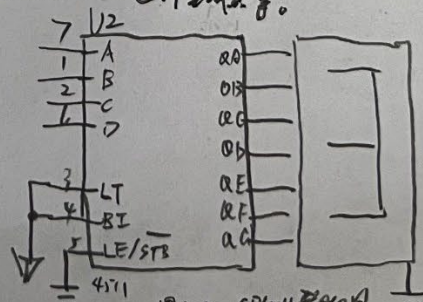 7 U2
1 A QA
2 B QB
C QC
6 D QD
3 LT QE
4 BI QF
5 LE/STB QG
4511